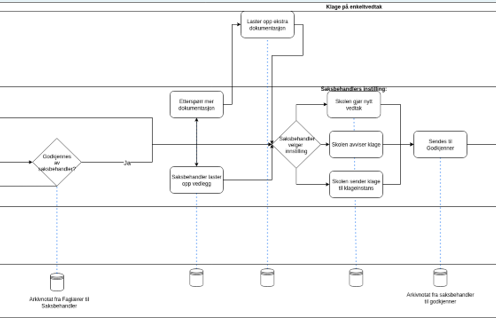 Klage på enkeltvedtak
Laster opp ekstra
dokumentasjon
Saksbehandlers instilling:
Etterspørr mer
dokumentasjon
Skolen gjør nytt
vedtak
Godkjennes
av
saksbehandler?
Ja
Saksbehandler
velger
innstilling
Skolen avviser klage
Sendes til
Godkjenner
Saksbehandler laster
opp vedlegg
Skolen sender klage
til klageinstans
Arkivnotat fra Faglærer til
Saksbehandler
Arkivnotat fra saksbehandler
til godkjenner